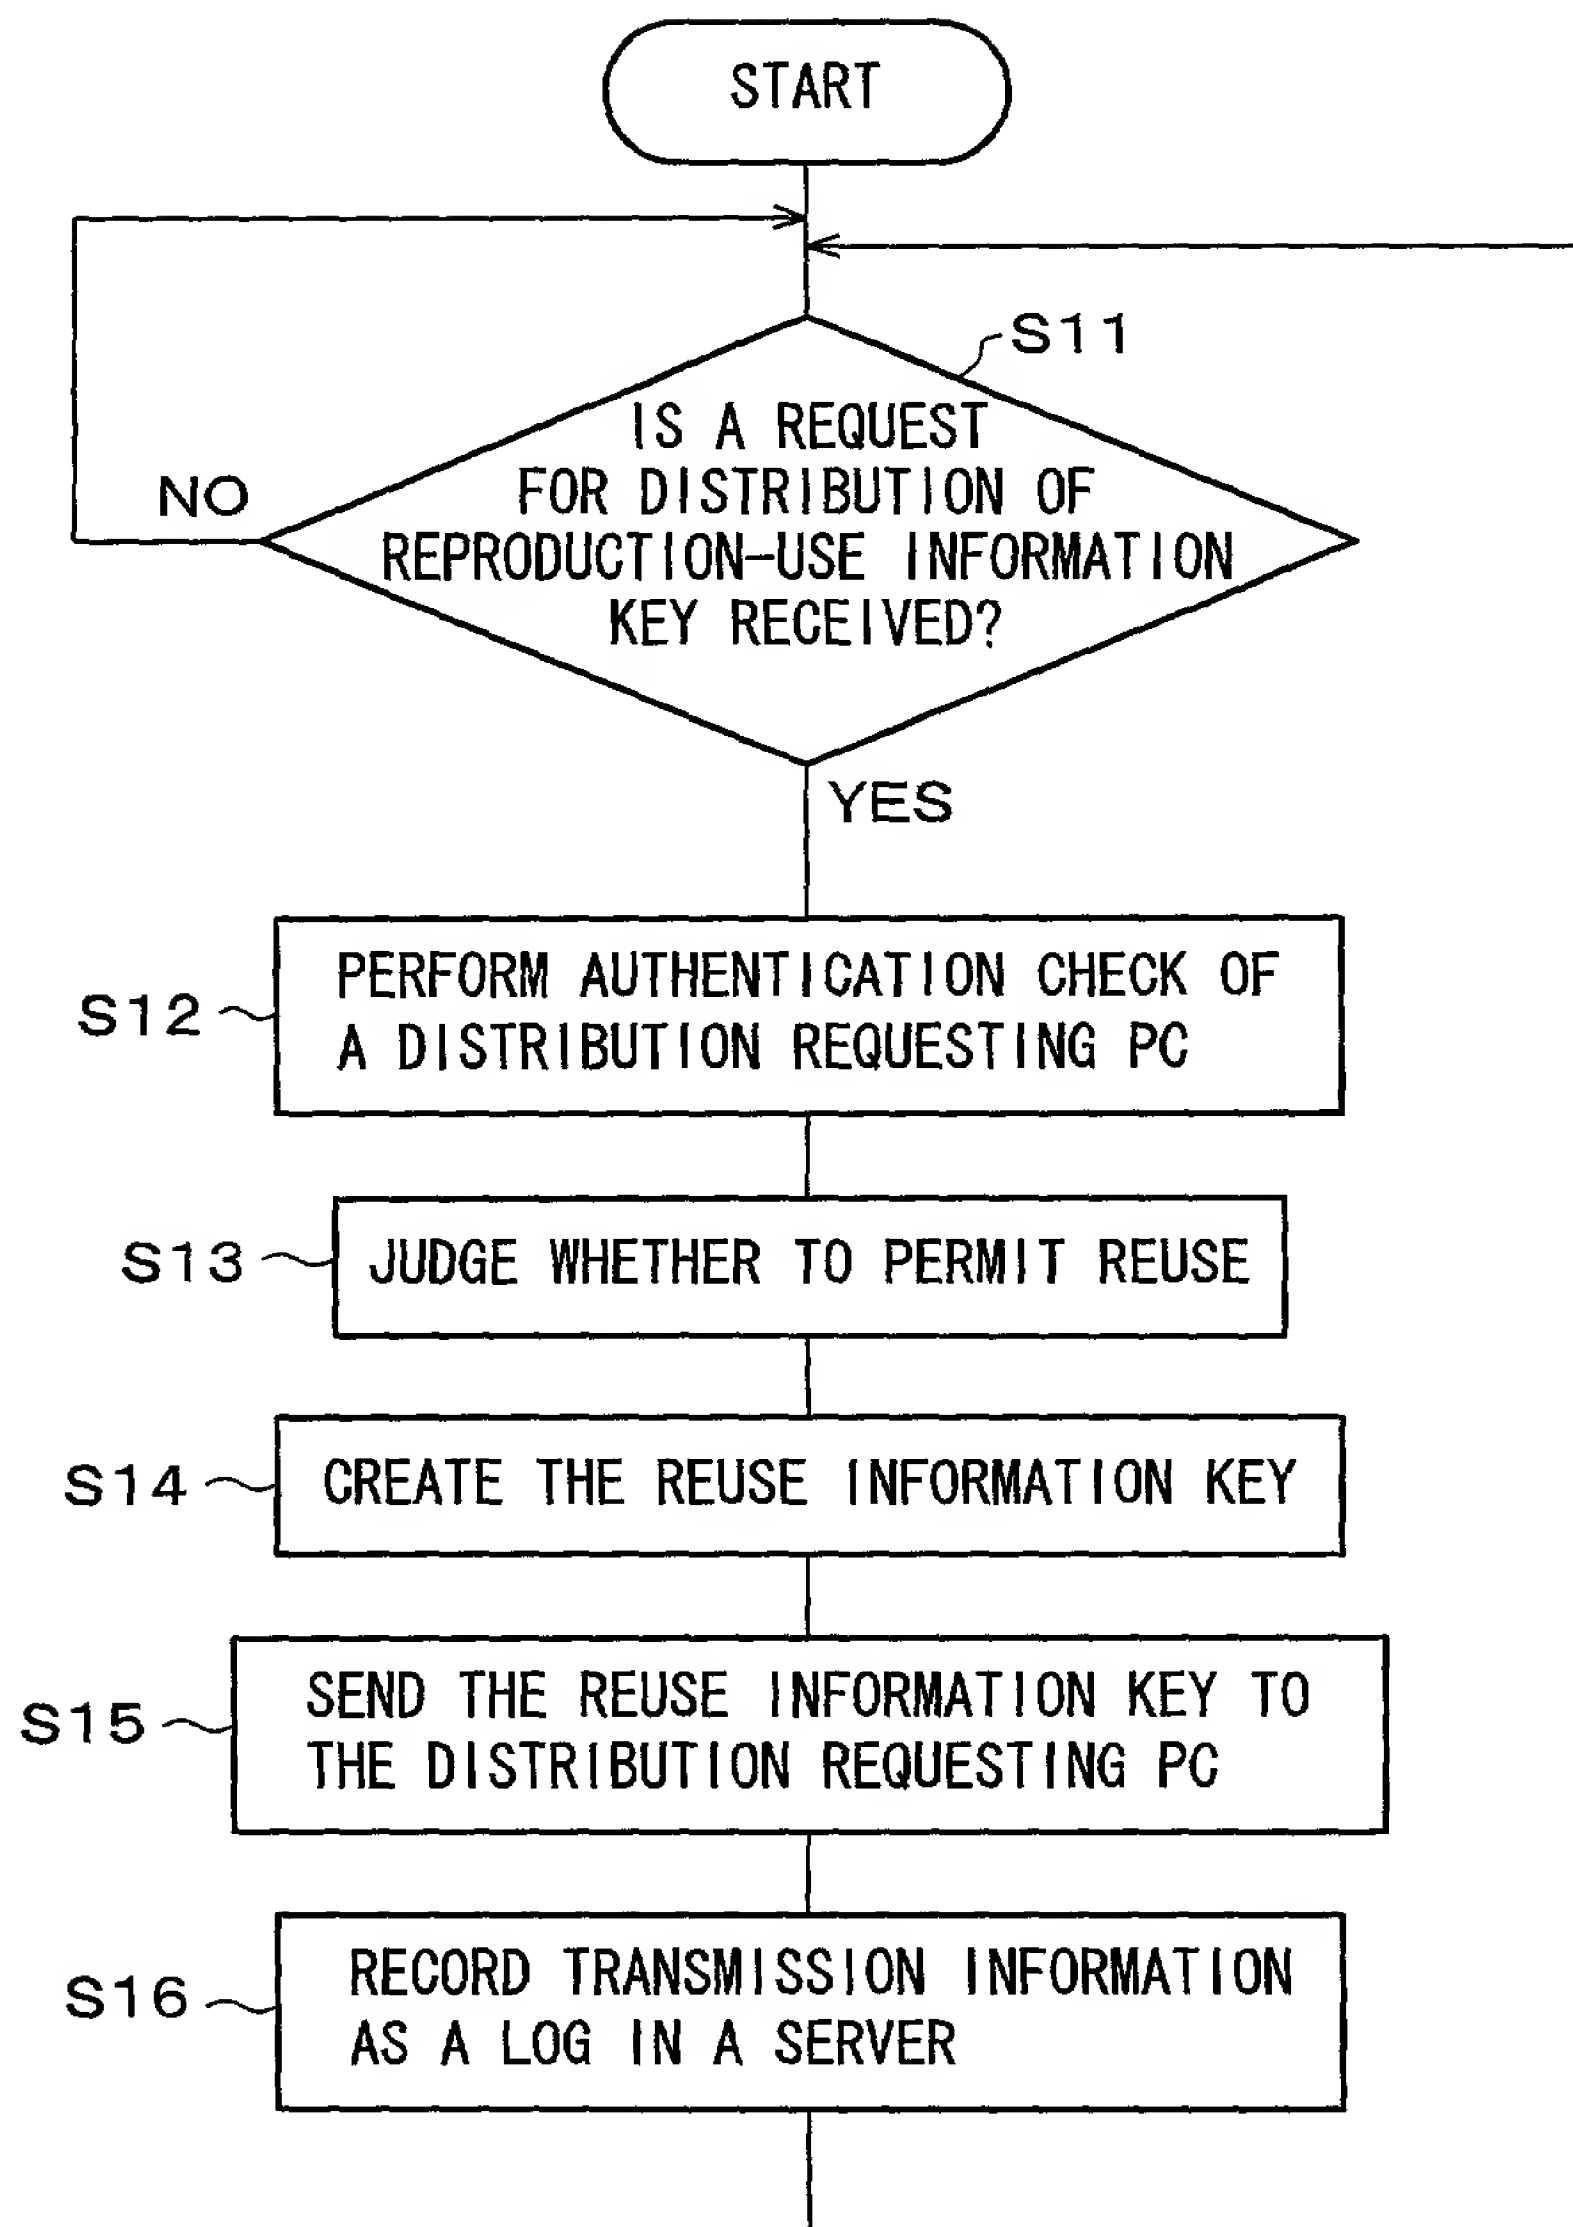 START
S11
IS A REQUEST
FOR DISTRIBUTION OF
REPRODUCTION-USE INFORMATION
KEY RECEIVED?
NO
YES
S12
PERFORM AUTHENTICATION CHECK OF
A DISTRIBUTION REQUESTING PC
S13
JUDGE WHETHER TO PERMIT REUSE
S14
CREATE THE REUSE INFORMATION KEY
S15
SEND THE REUSE INFORMATION KEY TO
THE DISTRIBUTION REQUESTING PC
S16
RECORD TRANSMISSION INFORMATION
AS A LOG IN A SERVER